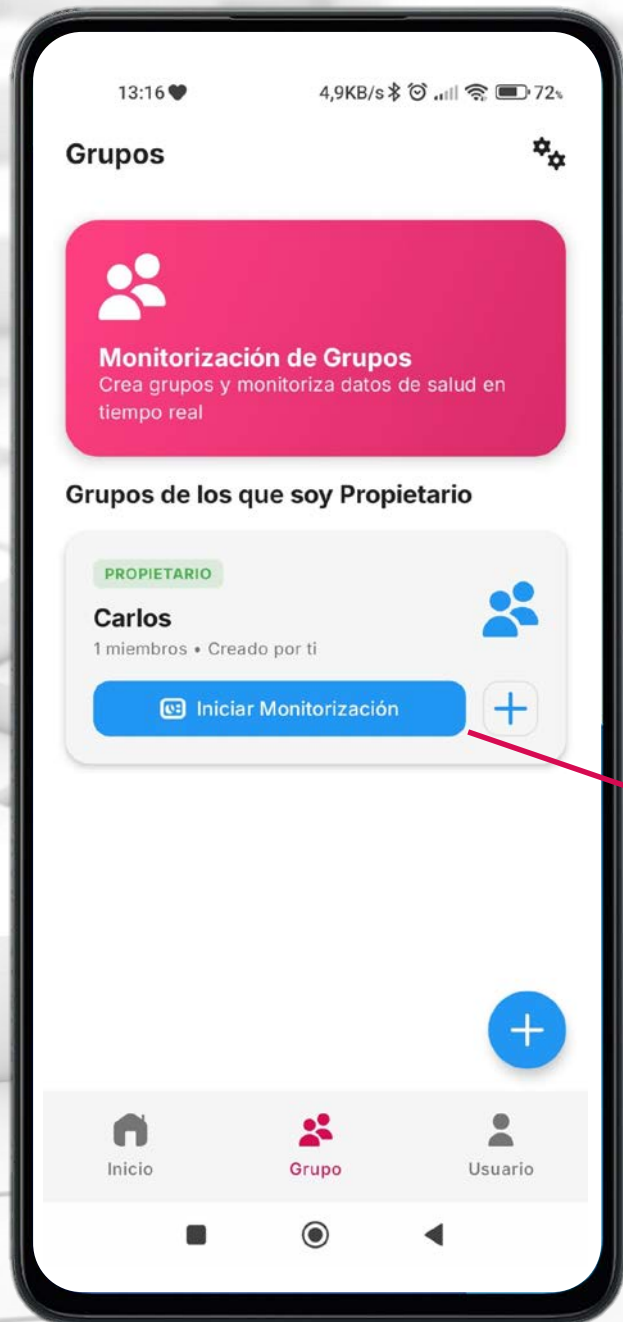 13:16 4,9KB/s 72%
Grupos
Monitorización de Grupos
Crea grupos y monitoriza datos de salud en
tiempo real
Grupos de los que soy Propietario
PROPIETARIO
Carlos
1 miembros • Creado por ti
Iniciar Monitorización
Inicio Grupo Usuario